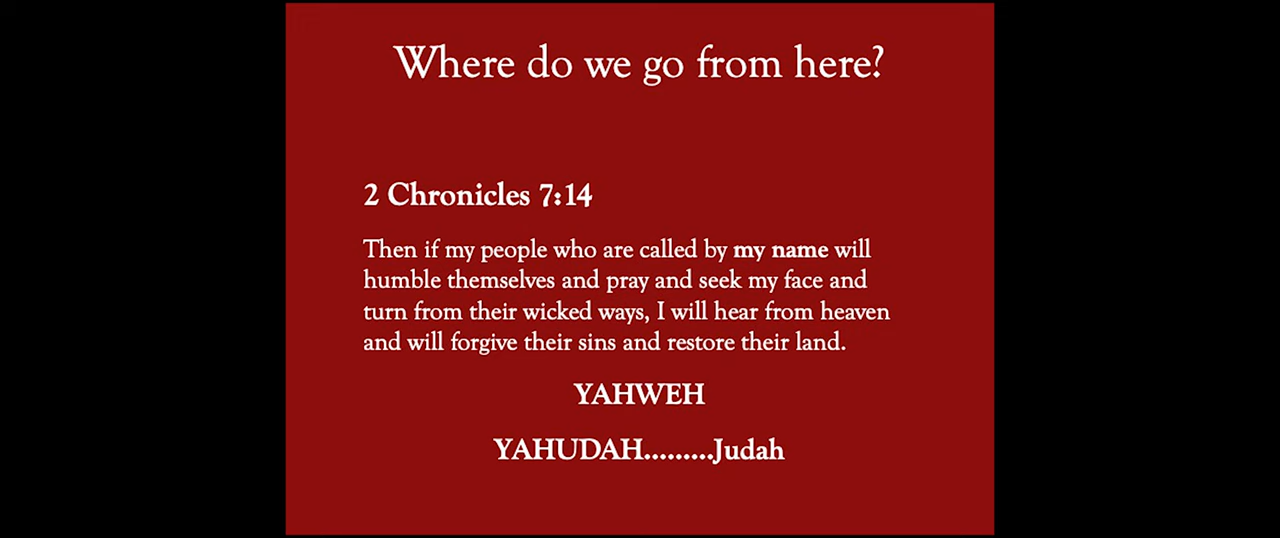 Where do we go from here?
2 Chronicles 7:14
Then if my people who are called by my name will
humble themselves and pray and seek my face and
turn from their wicked ways, I will hear from heaven
and will forgive their sins and restore their land.
YAHWEH
YAHUDAH.........Judah